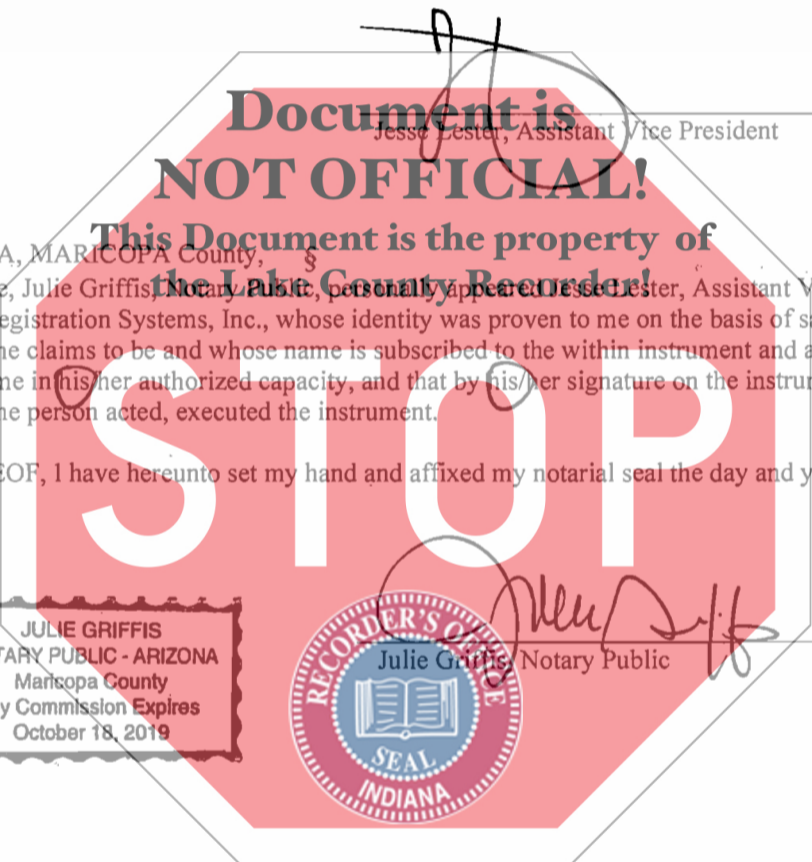 Document is
Jesse Lester, Assistant Vice President
NOT OFFICIAL!
This Document is the property of
A, MARICOPA County, §
the Lake County Recorder!
e, Julie Griffis, Notary Public, personally appeared Jesse Lester, Assistant V
egistration Systems, Inc., whose identity was proven to me on the basis of sa
he claims to be and whose name is subscribed to the within instrument and a
me in his/her authorized capacity, and that by his/her signature on the instrum
he person acted, executed the instrument.
EOF, I have hereunto set my hand and affixed my notarial seal the day and y
STOP
JULIE GRIFFIS
TARY PUBLIC - ARIZONA
Maricopa County
y Commission Expires
October 18, 2019
Julie Griffis, Notary Public
RECORDER'S OFFICE
SEAL
INDIANA